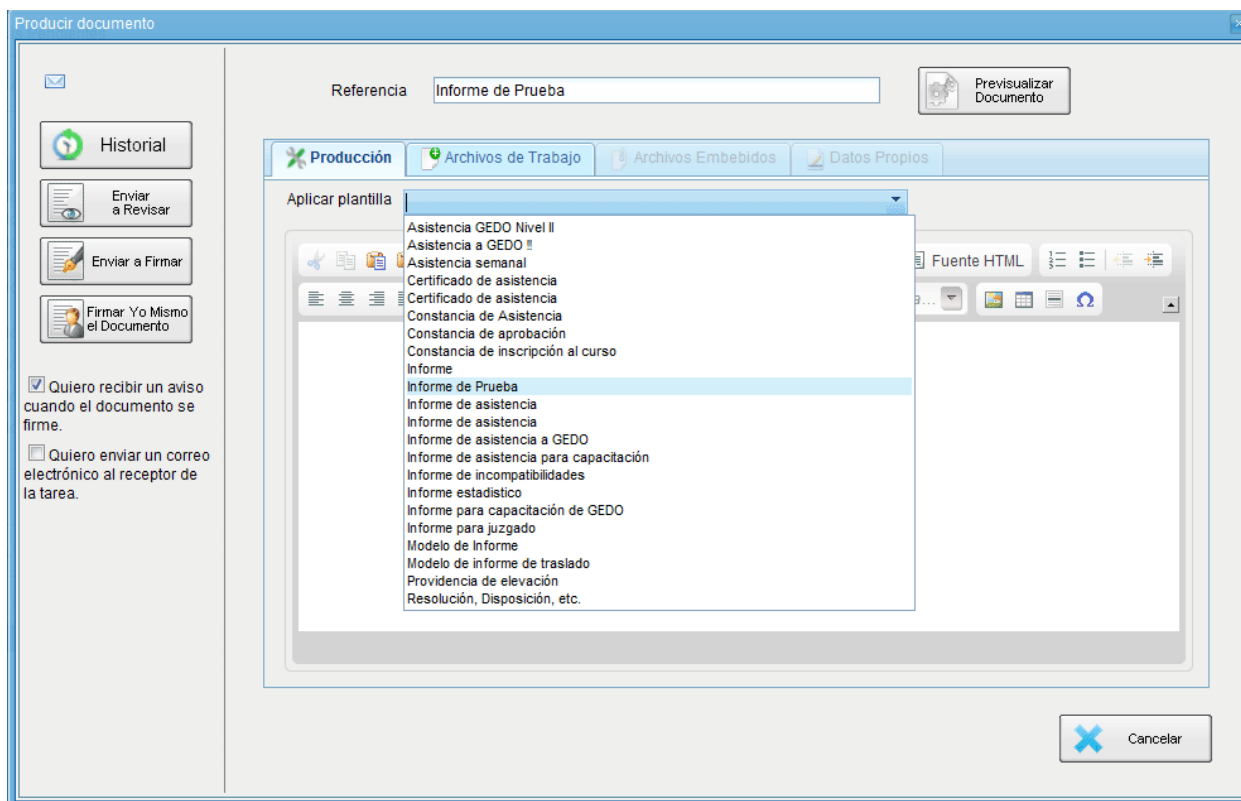 Producir documento
Referencia
Informe de Prueba
Previsualizar
Documento
Historial
Enviar
a Revisar
Enviar a Firmar
Firmar Yo Mismo
el Documento
Quiero recibir un aviso
cuando el documento se
firme.
Quiero enviar un correo
electrónico al receptor de
la tarea.
Producción
Archivos de Trabajo
Archivos Embebidos
Datos Propios
Aplicar plantilla
Fuente HTML
Asistencia GEDO Nivel II
Asistencia a GEDO !!
Asistencia semanal
Certificado de asistencia
Certificado de asistencia
Constancia de Asistencia
Constancia de aprobación
Constancia de inscripción al curso
Informe
Informe de Prueba
Informe de asistencia
Informe de asistencia
Informe de asistencia a GEDO
Informe de asistencia para capacitación
Informe de incompatibilidades
Informe estadistico
Informe para capacitación de GEDO
Informe para juzgado
Modelo de Informe
Modelo de informe de traslado
Providencia de elevación
Resolución, Disposición, etc.
Cancelar